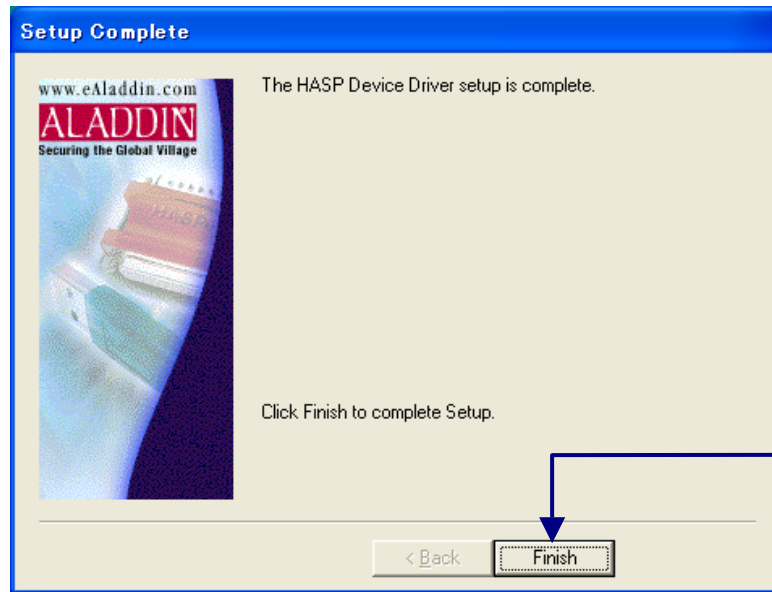 Setup Complete
www.eAladdin.com
The HASP Device Driver setup is complete.
ALADDIN
Securing the Global Village
HASP
Click Finish to complete Setup.
< Back
Finish